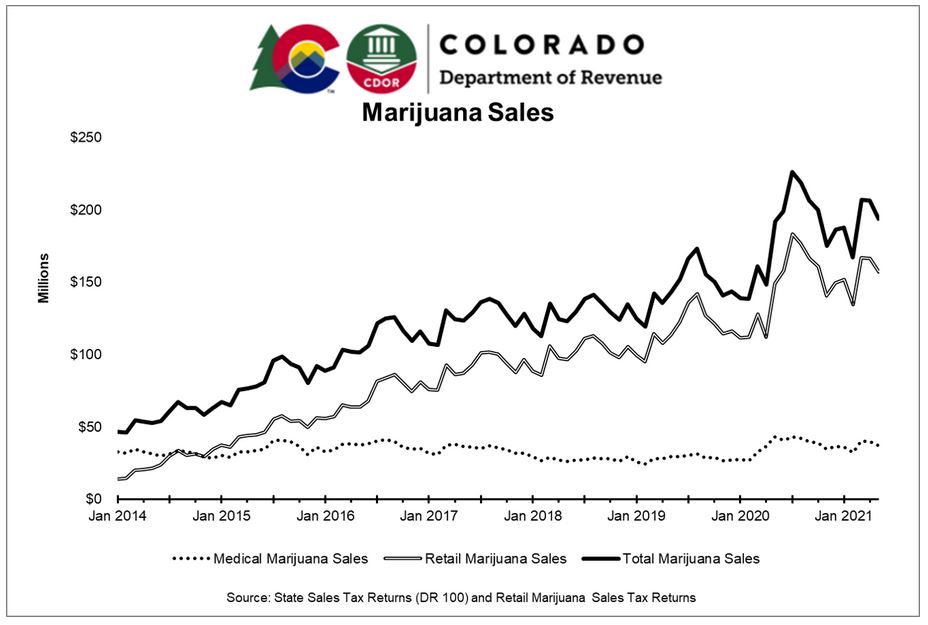 COLORADO
CDOR
TM
Department of Revenue
Marijuana Sales
$250
$200
$150
$100
$50
$0
Millions
Jan 2014 Jan 2015 Jan 2016 Jan 2017 Jan 2018 Jan 2019 Jan 2020 Jan 2021
Medical Marijuana Sales Retail Marijuana Sales Total Marijuana Sales
Source: State Sales Tax Returns (DR 100) and Retail Marijuana Sales Tax Returns